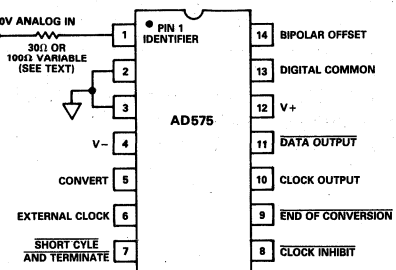 0V ANALOG IN
30Ω OR
100Ω VARIABLE
(SEE TEXT)
PIN 1
IDENTIFIER
AD575
1
2
3
V−
4
CONVERT
5
EXTERNAL CLOCK
6
SHORT CYLE
AND TERMINATE
7
14
BIPOLAR OFFSET
13
DIGITAL COMMON
12
V+
11
DATA OUTPUT
10
CLOCK OUTPUT
9
END OF CONVERSION
8
CLOCK INHIBIT